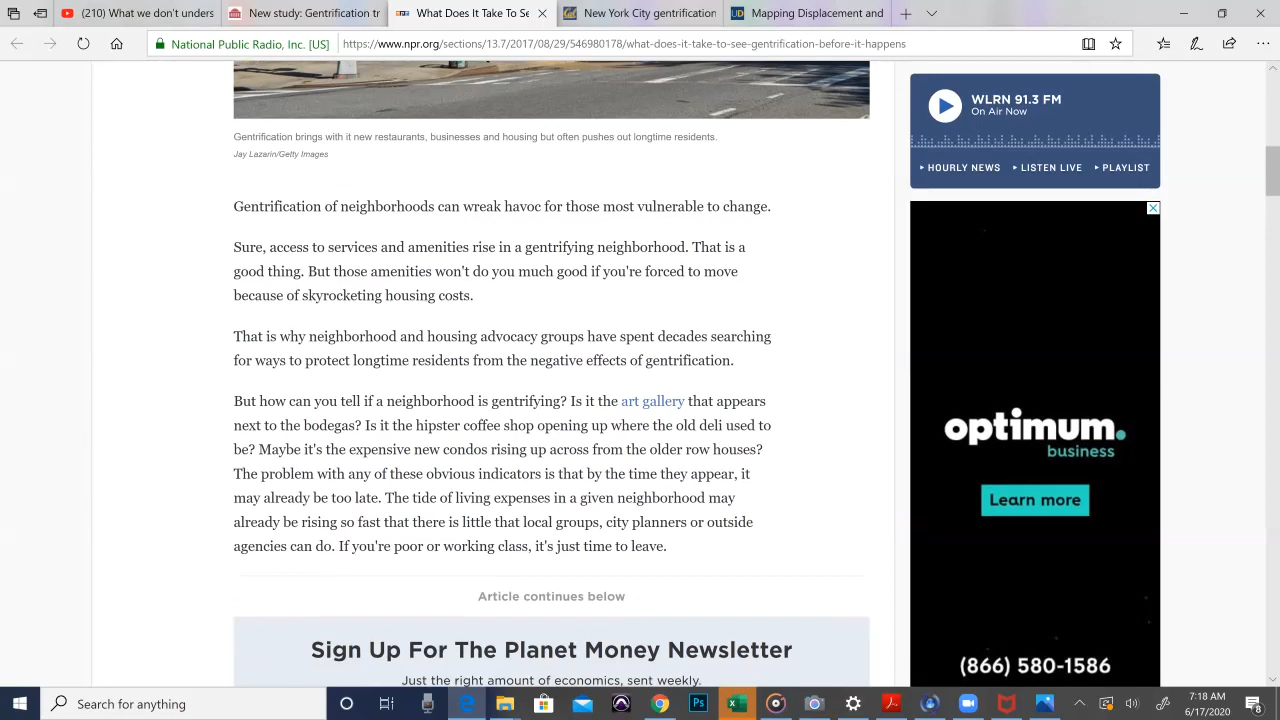 (20) You
What Does It Take To Se
Mapping Displacement and
National Public Radio, Inc. [US]
https://www.npr.org/sections/13.7/2017/08/29/546980178/what-does-it-take-to-see-gentrification-before-it-happens
Gentrification brings with it new restaurants, businesses and housing but often pushes out longtime residents.
Jay Lazarin/Getty Images
Gentrification of neighborhoods can wreak havoc for those most vulnerable to change.
Sure, access to services and amenities rise in a gentrifying neighborhood. That is a
good thing. But those amenities won't do you much good if you're forced to move
because of skyrocketing housing costs.
That is why neighborhood and housing advocacy groups have spent decades searching
for ways to protect longtime residents from the negative effects of gentrification.
But how can you tell if a neighborhood is gentrifying? Is it the art gallery that appears
next to the bodegas? Is it the hipster coffee shop opening up where the old deli used to
be? Maybe it's the expensive new condos rising up across from the older row houses?
The problem with any of these obvious indicators is that by the time they appear, it
may already be too late. The tide of living expenses in a given neighborhood may
already be rising so fast that there is little that local groups, city planners or outside
agencies can do. If you're poor or working class, it's just time to leave.
Article continues below
Sign Up For The Planet Money Newsletter
Just the right amount of economics, sent weekly.
WLRN 91.3 FM
On Air Now
HOURLY NEWS LISTEN LIVE PLAYLIST
optimum.
business
Learn more
(866) 580-1586
Search for anything
Ps
7:18 AM
6/17/2020